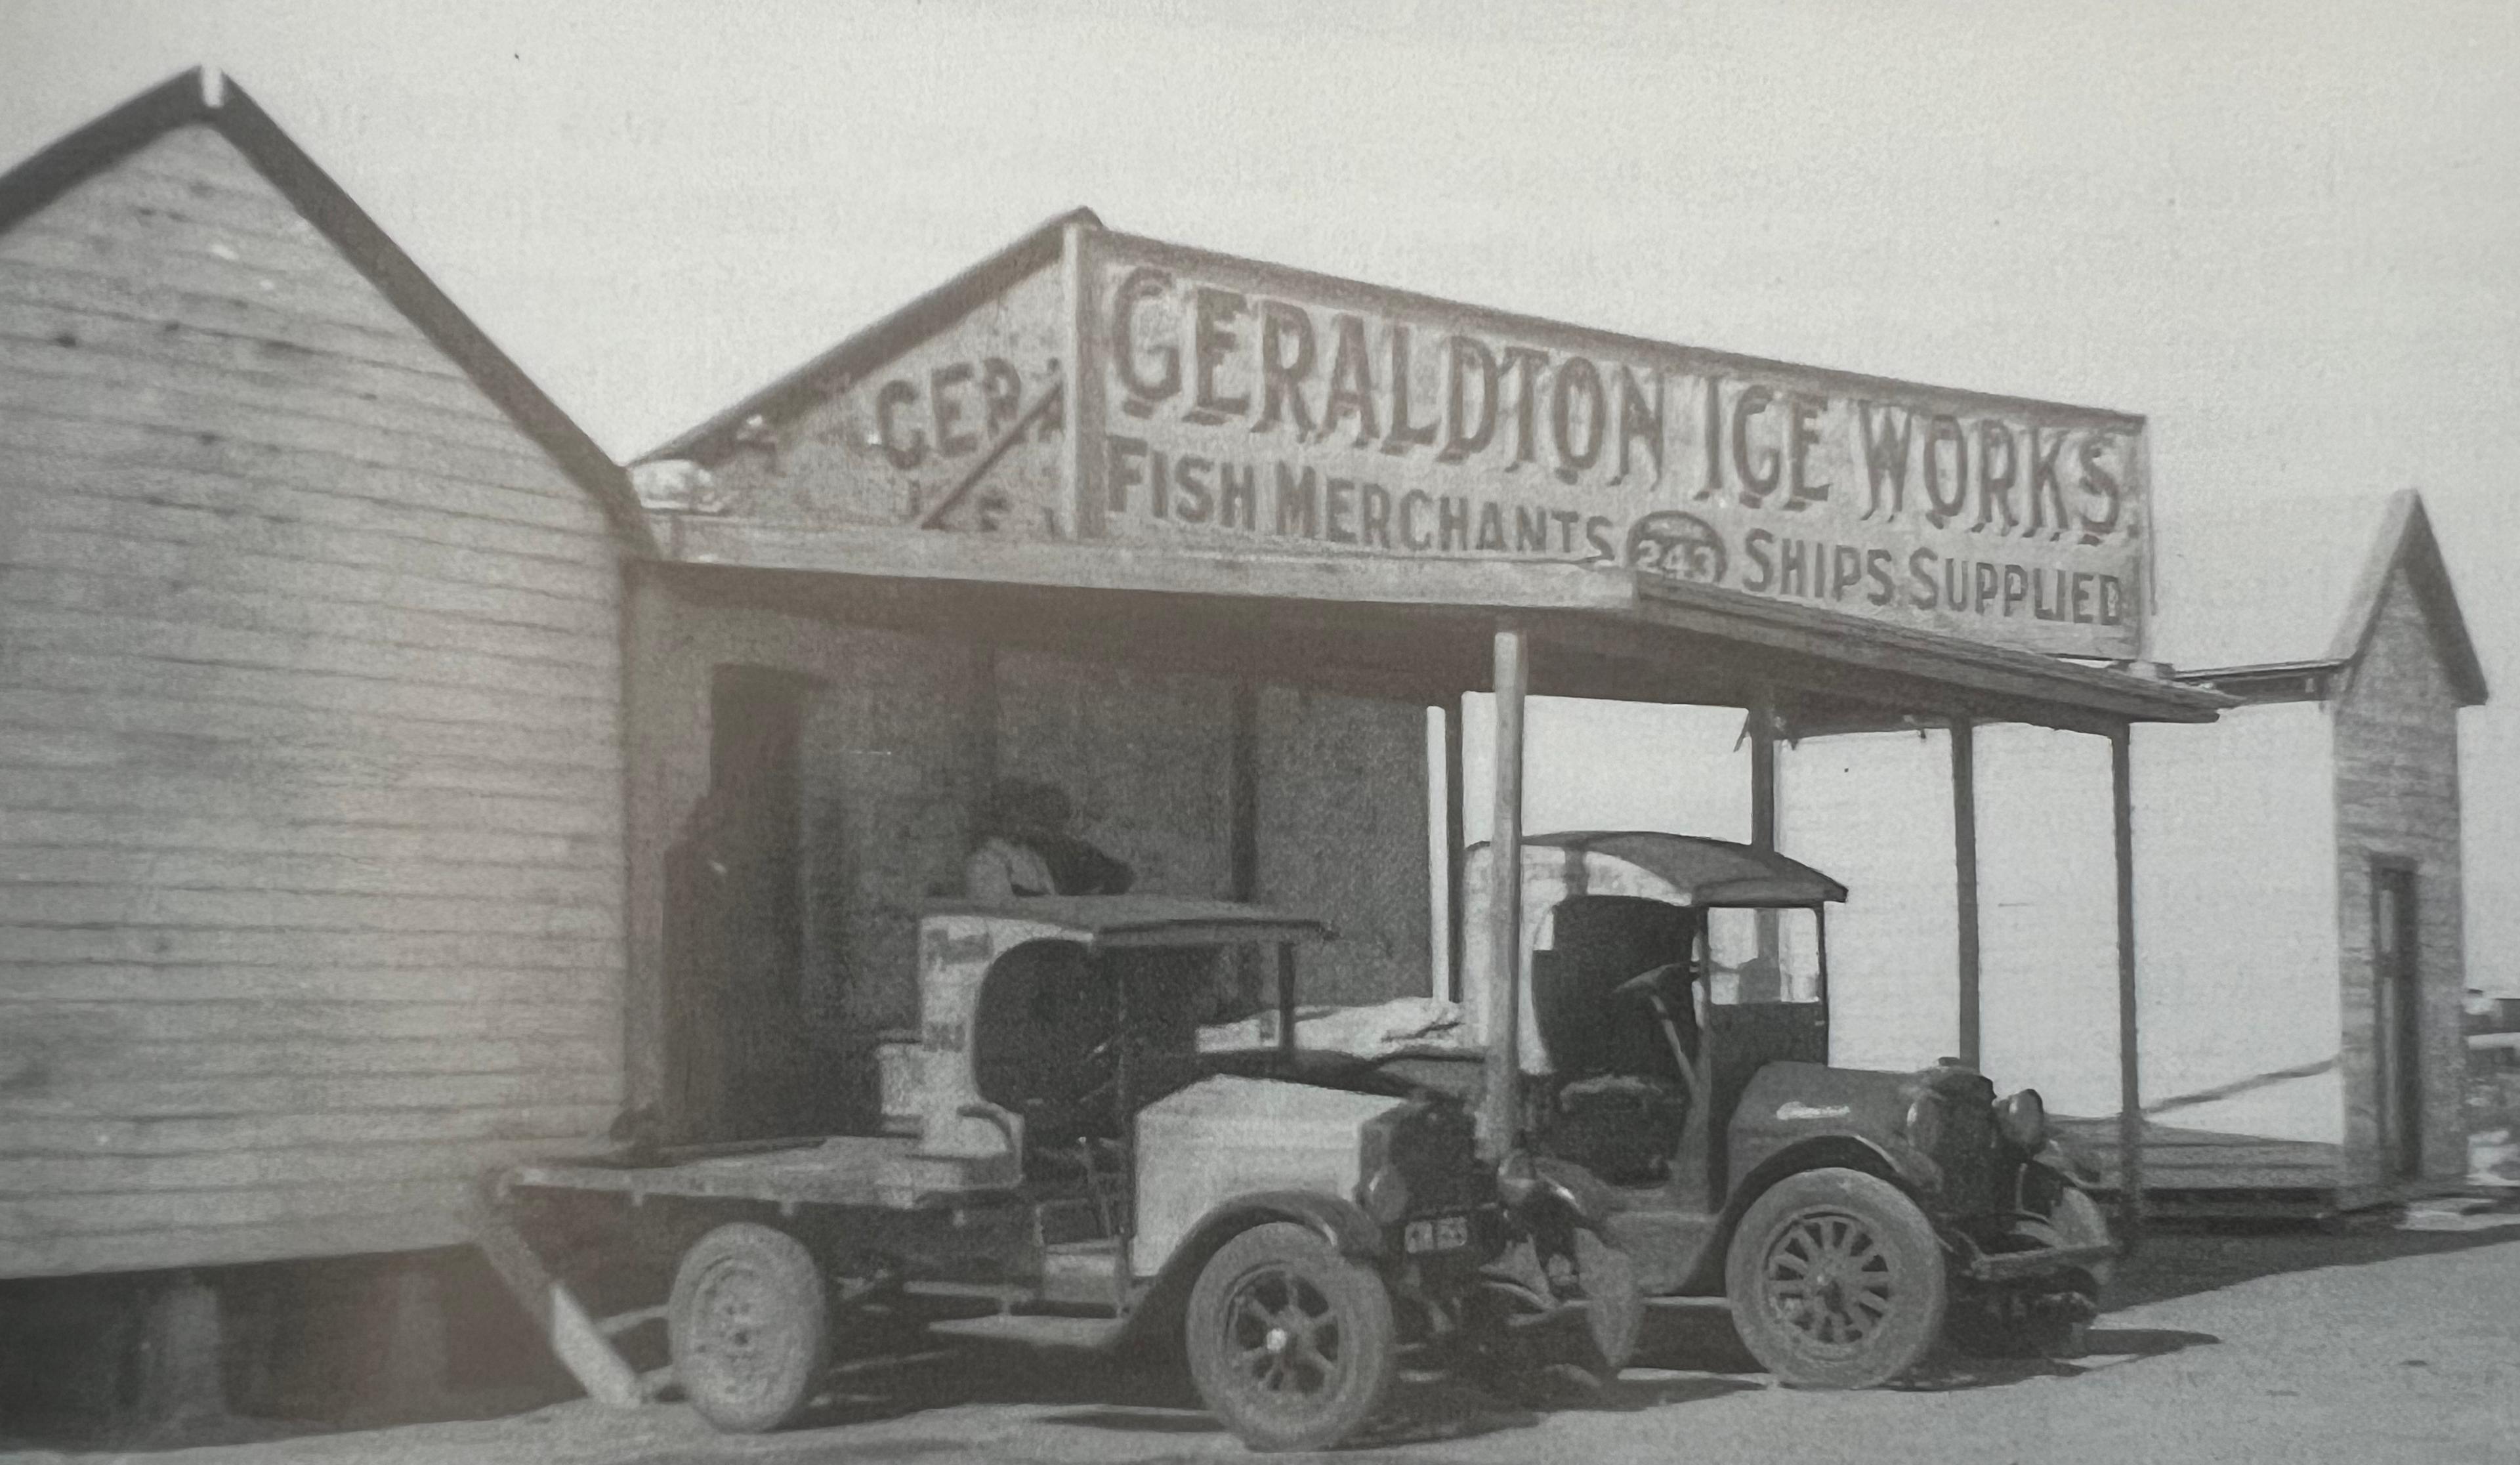 GER
GERALDTON ICE WORKS.
FISH MERCHANTS 243 SHIPS SUPPLIED